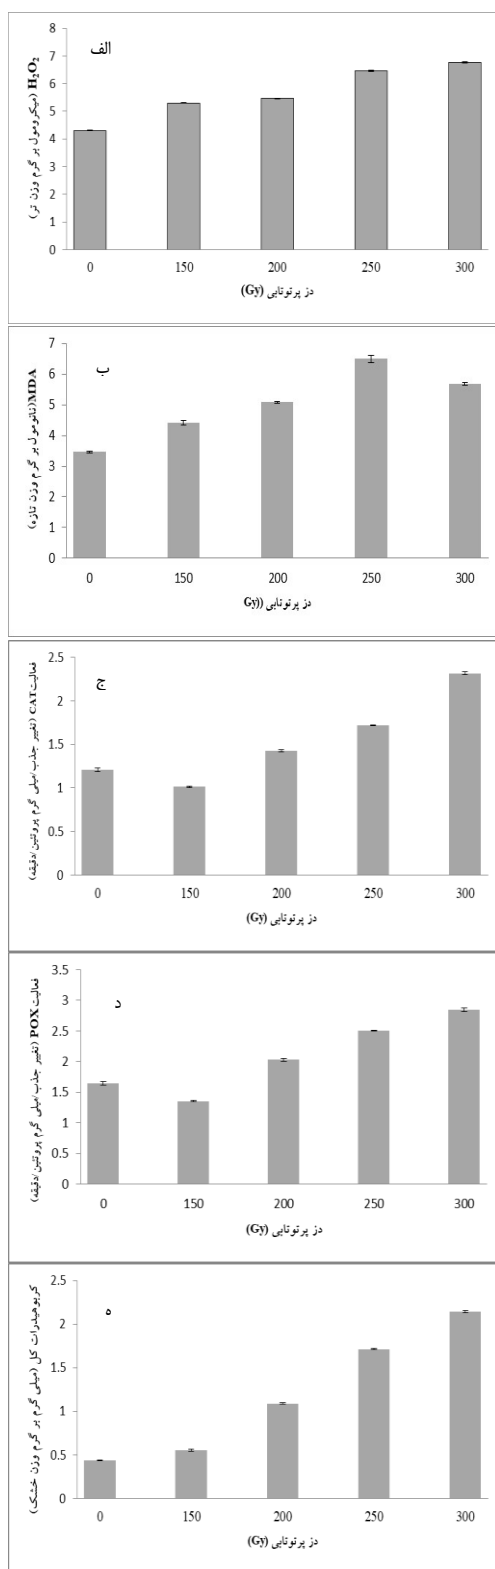 الف
H₂O₂ (میکرومول بر گرم وزن تر)
8
7
6
5
4
3
2
1
0
0 150 200 250 300
دز پرتوتابی (Gy)
ب
MDA(نانومول بر گرم وزن تازه)
7
6
5
4
3
2
1
0
0 150 200 250 300
دز پرتوتابی ((Gy
ج
فعالیت CAT (تغییر جذب/میلی گرم پروتئین/دقیقه)
2.5
2
1.5
1
0.5
0
0 150 200 250 300
دز پرتوتابی (Gy)
د
فعالیت POX (تغییر جذب/میلی گرم پروتئین/دقیقه)
3.5
3
2.5
2
1.5
1
0.5
0
0 150 200 250 300
دز پرتوتابی (Gy)
ه
کربوهیدرات کل (میلی گرم بر گرم وزن خشک)
2.5
2
1.5
1
0.5
0
0 150 200 250 300
دز پرتوتابی (Gy)